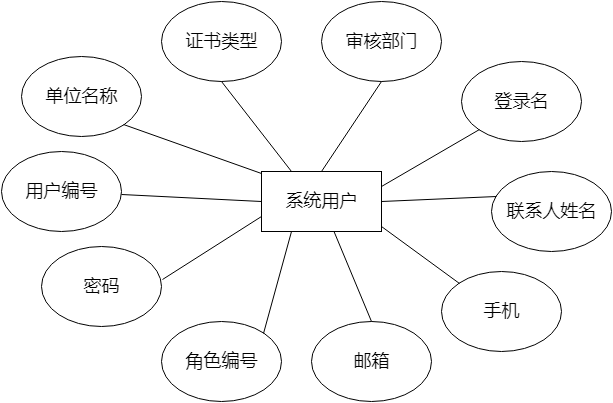 证书类型
审核部门
单位名称
登录名
用户编号
系统用户
联系人姓名
密码
手机
角色编号
邮箱